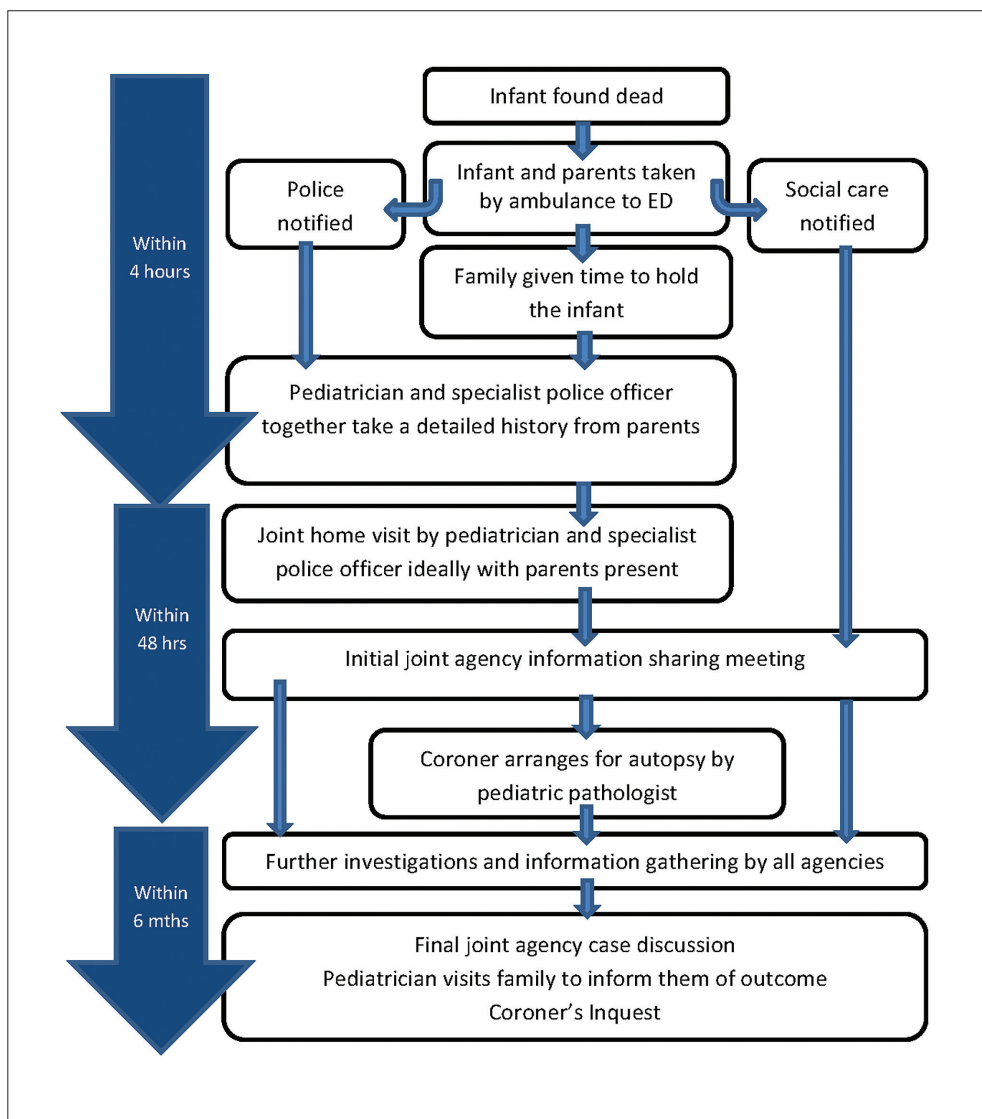 Infant found dead
Infant and parents taken
by ambulance to ED
Police
notified
Social care
notified
Within
4 hours
Family given time to hold
the infant
Pediatrician and specialist police officer
together take a detailed history from parents
Joint home visit by pediatrician and specialist
police officer ideally with parents present
Within
48 hrs
Initial joint agency information sharing meeting
Coroner arranges for autopsy by
pediatric pathologist
Further investigations and information gathering by all agencies
Within
6 mths
Final joint agency case discussion
Pediatrician visits family to inform them of outcome
Coroner’s Inquest